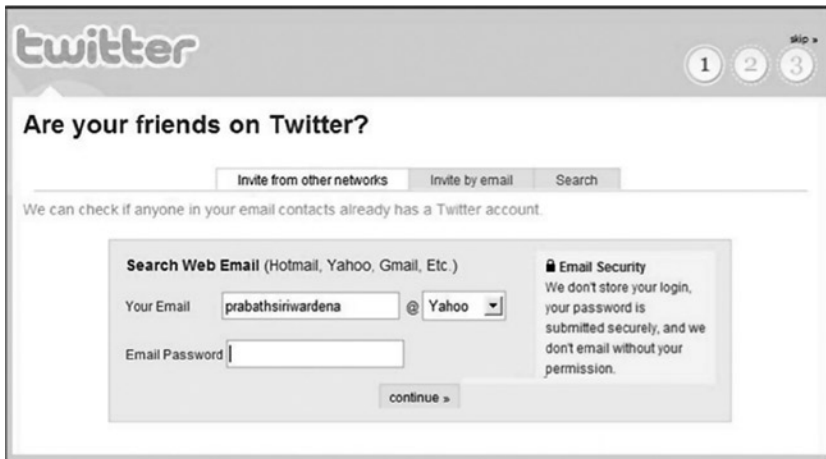 twitter
skip »
1 2 3
Are your friends on Twitter?
Invite from other networks Invite by email Search
We can check if anyone in your email contacts already has a Twitter account.
Search Web Email (Hotmail, Yahoo, Gmail, Etc.)
Your Email prabathsiriwardena @ Yahoo
Email Password
continue »
Email Security
We don't store your login,
your password is
submitted securely, and we
don't email without your
permission.